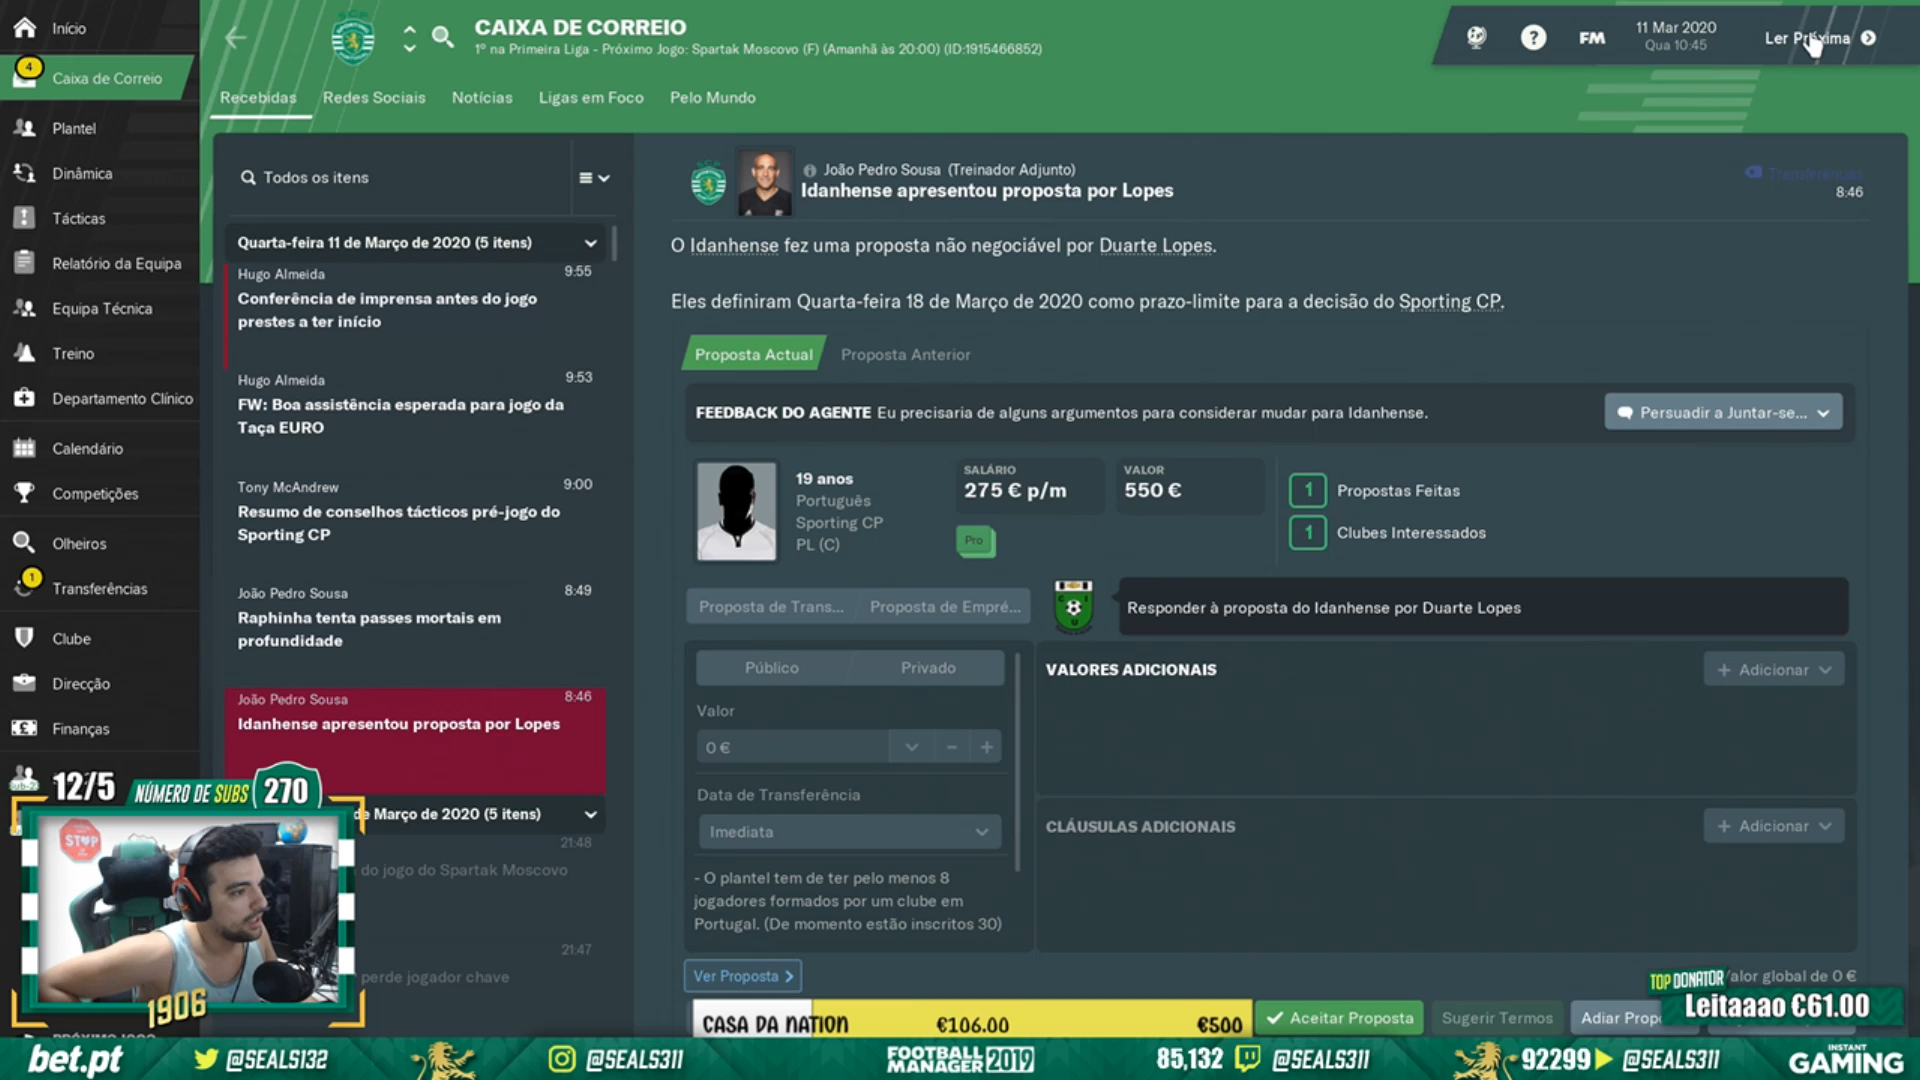 Início
4
Caixa de Correio
Plantel
Dinâmica
Tácticas
Relatório da Equipa
Equipa Técnica
Treino
Departamento Clínico
Calendário
Competições
Olheiros
1
Transferências
Clube
Direcção
Finanças
CAIXA DE CORREIO
1º na Primeira Liga - Próximo Jogo: Spartak Moscovo (F) (Amanhã às 20:00) (ID:1915466852)
?
FM
11 Mar 2020
Qua 10:45
Ler Próxima
Recebidas
Redes Sociais
Notícias
Ligas em Foco
Pelo Mundo
Todos os itens
Quarta-feira 11 de Março de 2020 (5 itens)
Hugo Almeida
9:55
Conferência de imprensa antes do jogo
prestes a ter início
Hugo Almeida
9:53
FW: Boa assistência esperada para jogo da
Taça EURO
Tony McAndrew
9:00
Resumo de conselhos tácticos pré-jogo do
Sporting CP
João Pedro Sousa
8:49
Raphinha tenta passes mortais em
profundidade
João Pedro Sousa
8:46
Idanhense apresentou proposta por Lopes
de Março de 2020 (5 itens)
21:48
do jogo do Spartak Moscovo
21:47
perde jogador chave
João Pedro Sousa (Treinador Adjunto)
Idanhense apresentou proposta por Lopes
Transferências
8:46
O Idanhense fez uma proposta não negociável por Duarte Lopes.
Eles definiram Quarta-feira 18 de Março de 2020 como prazo-limite para a decisão do Sporting CP.
Proposta Actual
Proposta Anterior
FEEDBACK DO AGENTE Eu precisaria de alguns argumentos para considerar mudar para Idanhense.
Persuadir a Juntar-se...
19 anos
Português
Sporting CP
PL (C)
SALÁRIO
275 € p/m
VALOR
550 €
Pro
1 Propostas Feitas
1 Clubes Interessados
Proposta de Trans...
Proposta de Empré...
Responder à proposta do Idanhense por Duarte Lopes
Público
Privado
Valor
0 €
Data de Transferência
Imediata
- O plantel tem de ter pelo menos 8
jogadores formados por um clube em
Portugal. (De momento estão inscritos 30)
VALORES ADICIONAIS
+ Adicionar
CLÁUSULAS ADICIONAIS
+ Adicionar
Ver Proposta
alor global de 0 €
Aceitar Proposta
Sugerir Termos
Adiar Prop
12/5
NÚMERO DE SUBS
270
STOP
1906
CASA DA NATION
€106.00
€500
TOP DONATOR
Leitaaao €61.00
bet.pt
@SEALS132
@SEALS311
FOOTBALL
MANAGER 2019
85,132
@SEALS311
92299
@SEALS311
INSTANT
GAMING